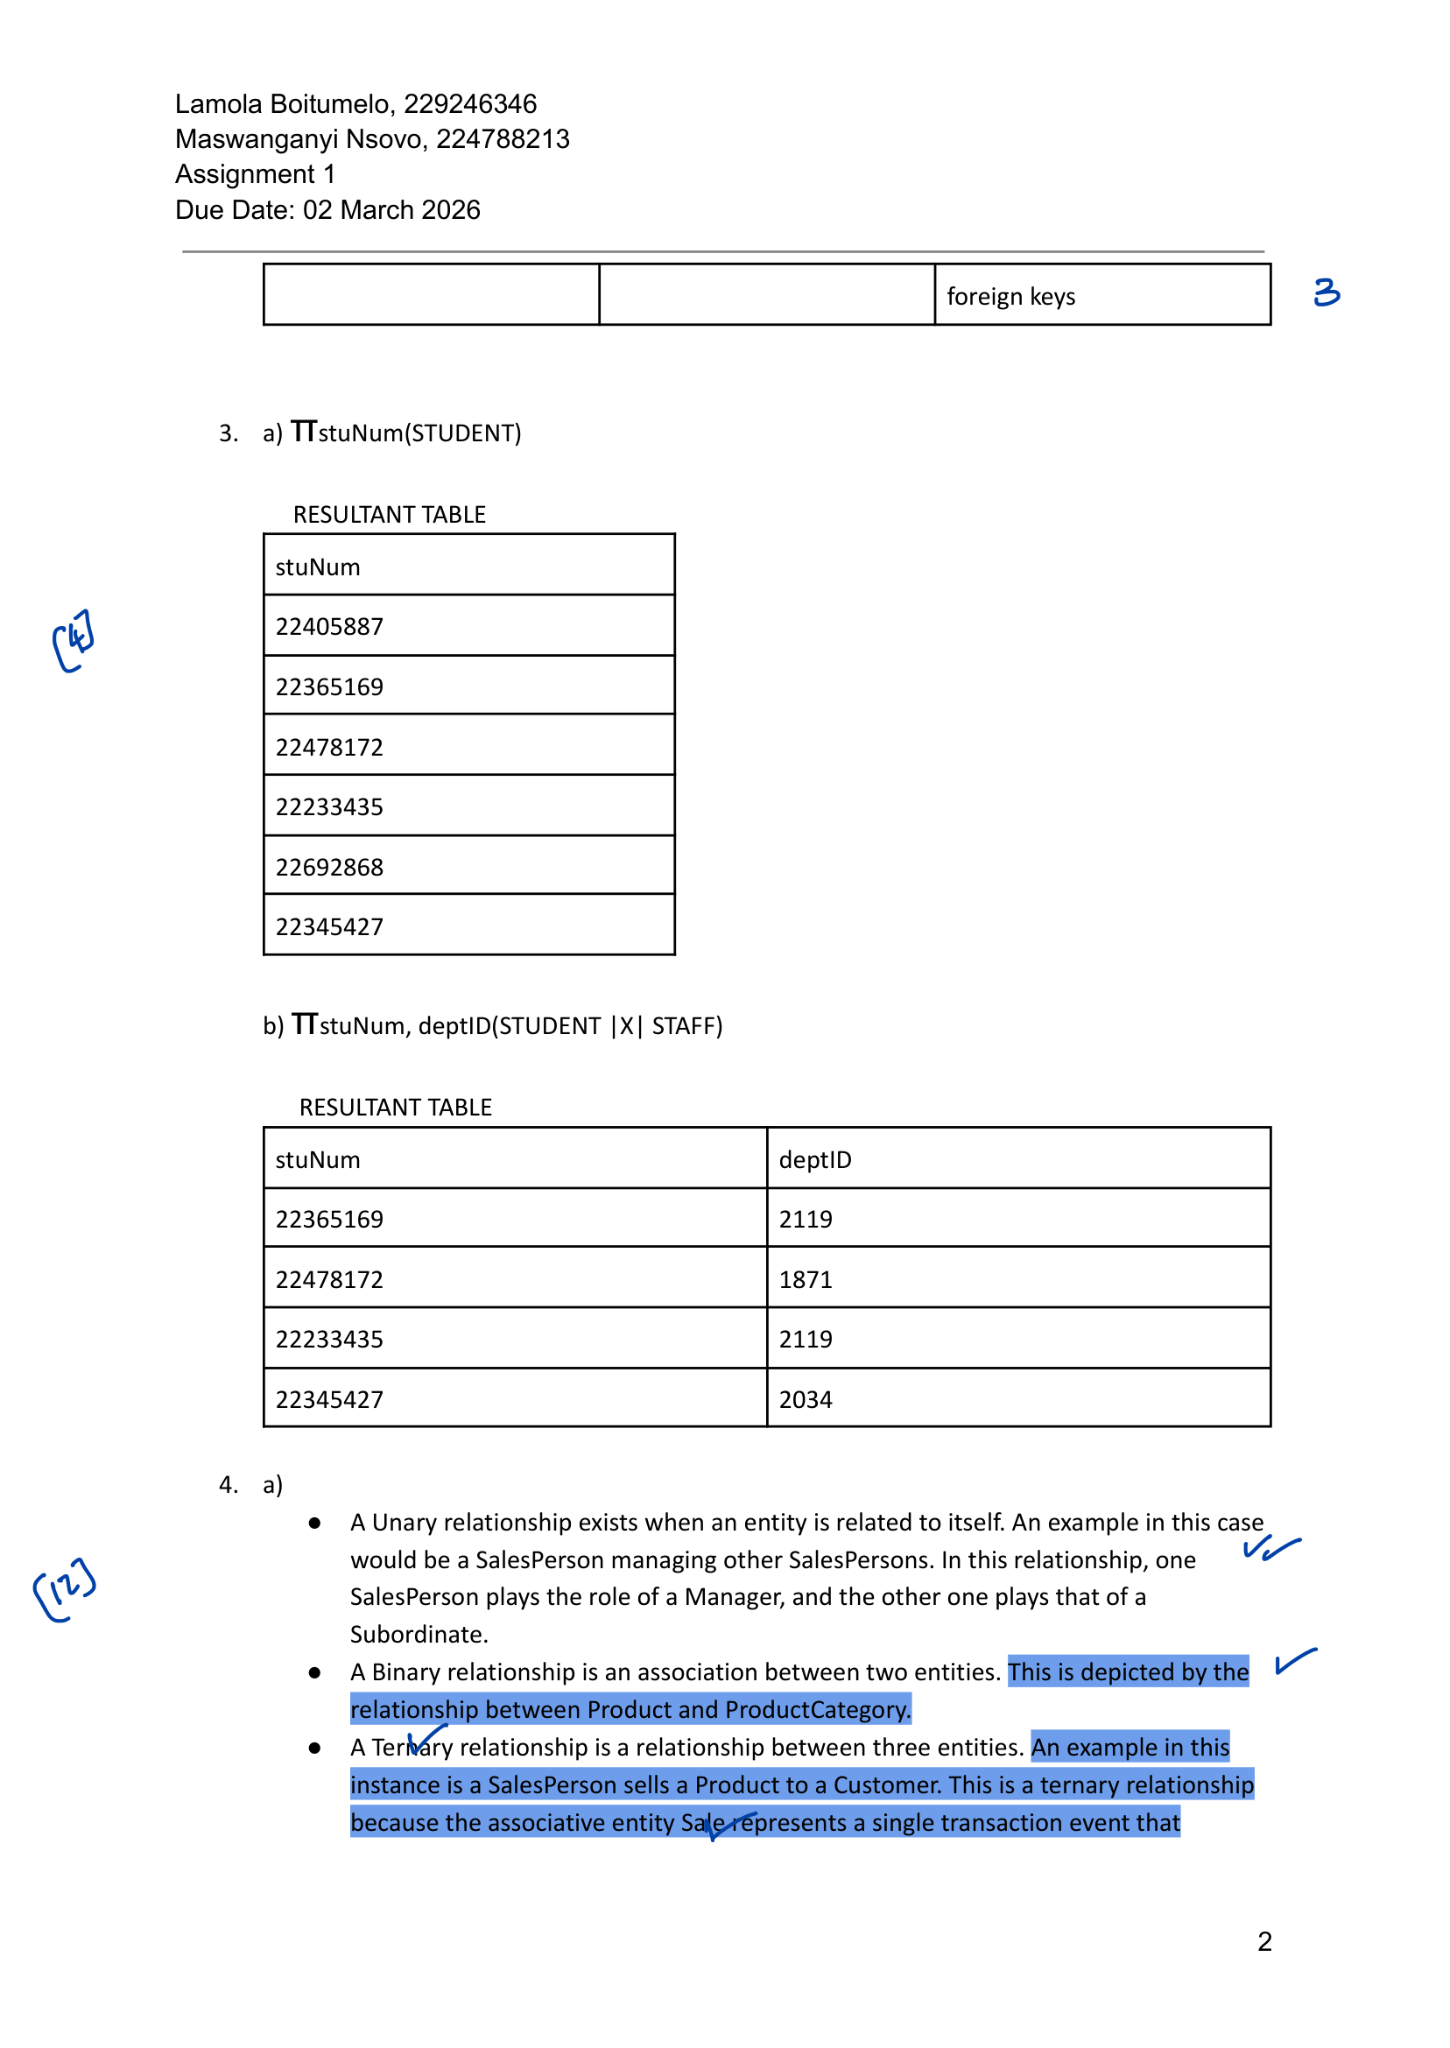 Lamola Boitumelo, 229246346
Maswanganyi Nsovo, 224788213
Assignment 1
Due Date: 02 March 2026
foreign keys
3
3. a) πstuNum(STUDENT)
RESULTANT TABLE
stuNum
22405887
[4]
22365169
22478172
22233435
22692868
22345427
b) πstuNum, deptID(STUDENT |X| STAFF)
RESULTANT TABLE
stuNum deptID
22365169 2119
22478172 1871
22233435 2119
22345427 2034
4. a)
● A Unary relationship exists when an entity is related to itself. An example in this case
would be a SalesPerson managing other SalesPersons. In this relationship, one
[12]
SalesPerson plays the role of a Manager, and the other one plays that of a
Subordinate.
● A Binary relationship is an association between two entities. This is depicted by the
relationship between Product and ProductCategory.
● A Ternary relationship is a relationship between three entities. An example in this
instance is a SalesPerson sells a Product to a Customer. This is a ternary relationship
because the associative entity Sale represents a single transaction event that
2